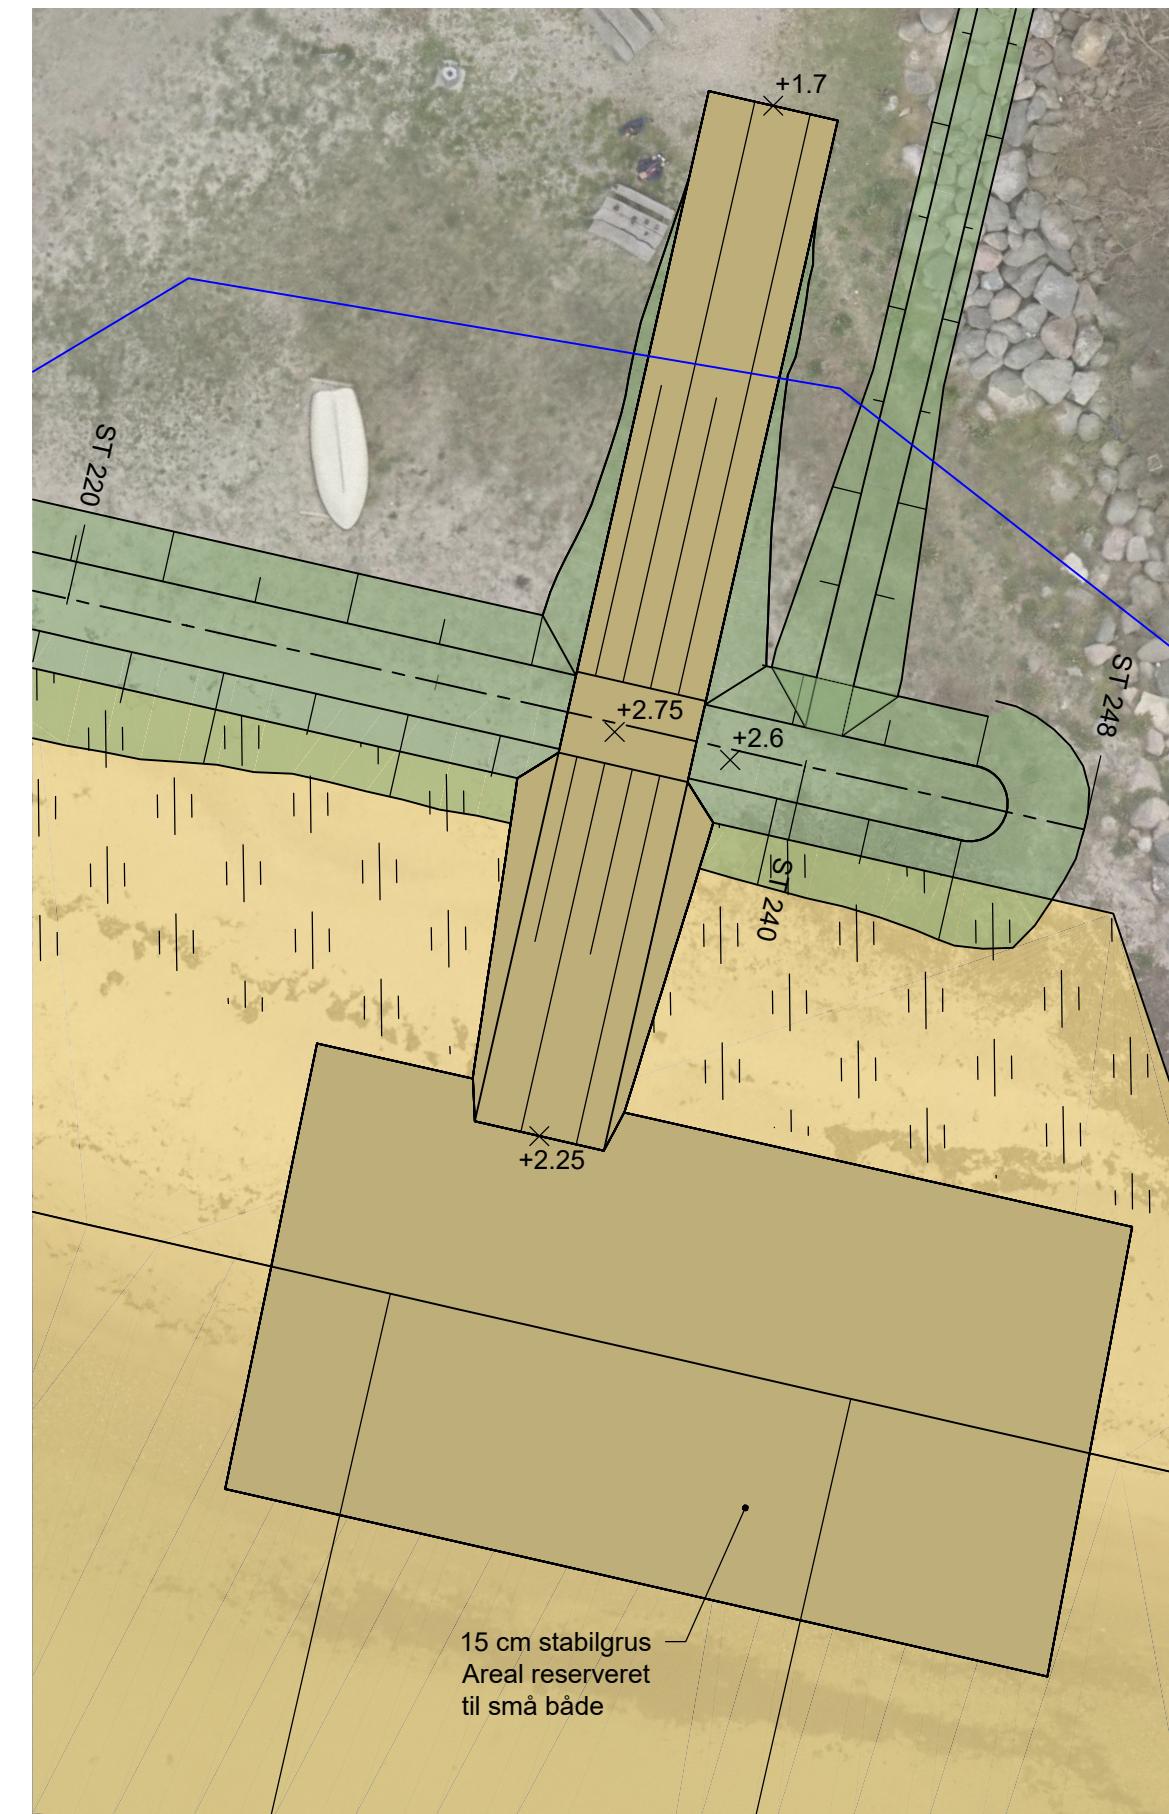 +1.7
ST 220
ST 248
+2.75
+2.6
ST 240
+2.25
15 cm stabilgrus
Areal reserveret
til små både